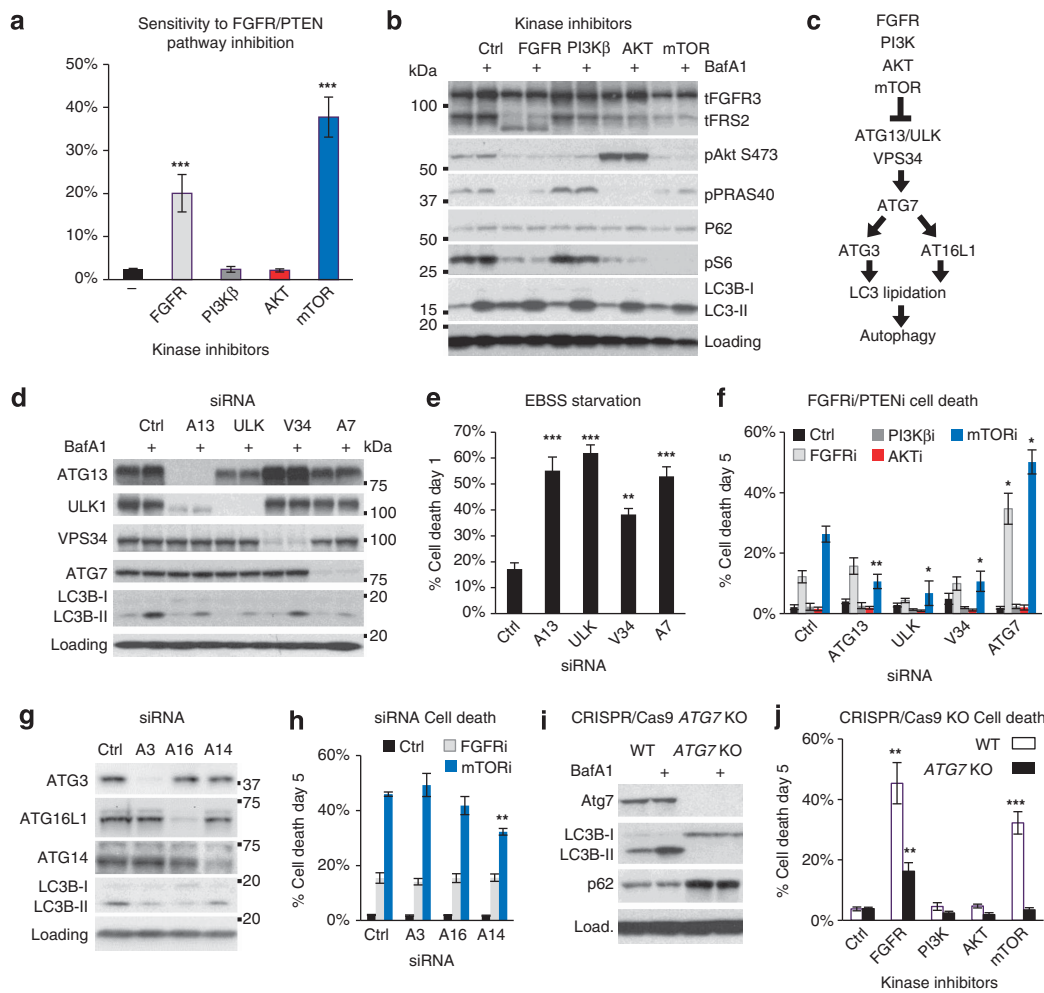 a
Sensitivity to FGFR/PTEN
pathway inhibition
50%
40%
30%
20%
10%
0%
***
***
–
FGFR
PI3Kβ
AKT
mTOR
Kinase inhibitors
b
Kinase inhibitors
Ctrl FGFR PI3Kβ AKT mTOR
kDa + + + + + BafA1
100
tFGFR3
tFRS2
pAkt S473
50
pPRAS40
37
P62
50
pS6
25
LC3B-I
15
LC3-II
20
Loading
c
FGFR
PI3K
AKT
mTOR
ATG13/ULK
VPS34
ATG7
ATG3 AT16L1
LC3 lipidation
Autophagy
d
siRNA
Ctrl A13 ULK V34 A7
BafA1 + + + + + kDa
ATG13
75
ULK1
100
VPS34
100
ATG7
75
LC3B-I
20
LC3B-II
20
Loading
e
EBSS starvation
% Cell death day 1
70%
60%
50%
40%
30%
20%
10%
0%
***
***
**
***
Ctrl
A13
ULK
V34
A7
siRNA
f
FGFRi/PTENi cell death
Ctrl PI3Kβi mTORi
FGFRi AKTi
% Cell death day 5
60%
40%
20%
0%
**
*
*
*
*
Ctrl
ATG13
ULK
V34
ATG7
siRNA
g
siRNA
Ctrl A3 A16 A14
ATG3
37
75
ATG16L1
75
ATG14
LC3B-I
20
LC3B-II
20
Loading
h
siRNA Cell death
Ctrl
FGFRi
mTORi
% Cell death day 5
60%
40%
20%
0%
**
Ctrl A3 A16 A14
siRNA
i
CRISPR/Cas9 ATG7 KO
WT ATG7 KO
BafA1 + +
Atg7
LC3B-I
LC3B-II
p62
Load.
j
CRISPR/Cas9 KO Cell death
WT
ATG7 KO
% Cell death day 5
60%
40%
20%
0%
**
**
***
Ctrl
FGFR
PI3K
AKT
mTOR
Kinase inhibitors